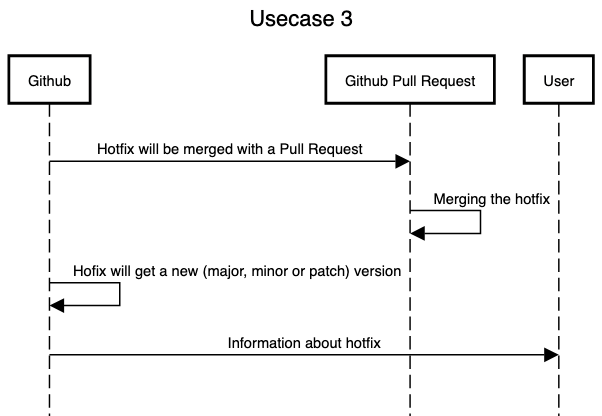 Usecase 3
Github
Github Pull Request
User
Hotfix will be merged with a Pull Request
Merging the hotfix
Hofix will get a new (major, minor or patch) version
Information about hotfix